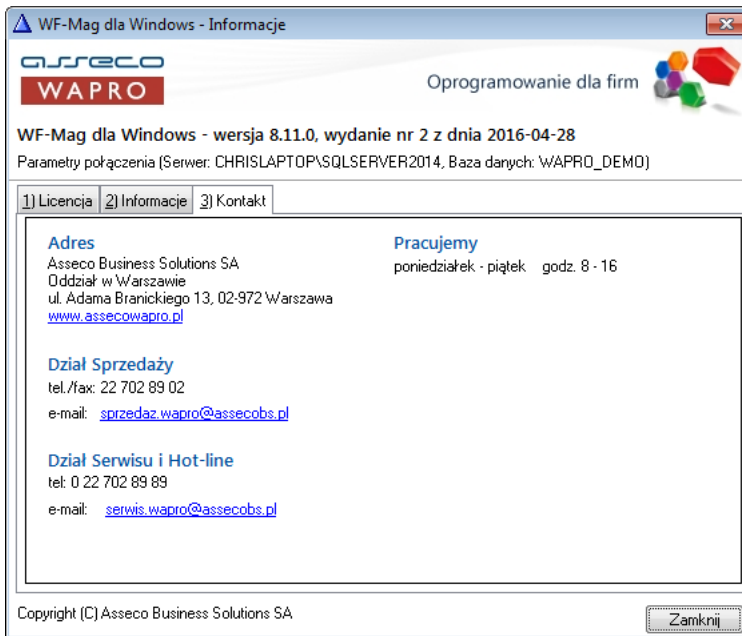 WF-Mag dla Windows - Informacje
asseco
WAPRO
Oprogramowanie dla firm
WF-Mag dla Windows - wersja 8.11.0, wydanie nr 2 z dnia 2016-04-28
Parametry połączenia (Serwer: CHRISLAPTOP\SQLSERVER2014, Baza danych: WAPRO_DEMO)
1) Licencja 2) Informacje 3) Kontakt
Adres
Asseco Business Solutions SA
Oddział w Warszawie
ul. Adama Branickiego 13, 02-972 Warszawa
www.assecowapro.pl
Pracujemy
poniedziałek - piątek godz. 8 - 16
Dział Sprzedaży
tel./fax: 22 702 89 02
e-mail: sprzedaz.wapro@assecobs.pl
Dział Serwisu i Hot-line
tel: 0 22 702 89 89
e-mail: serwis.wapro@assecobs.pl
Copyright (C) Asseco Business Solutions SA
Zamknij